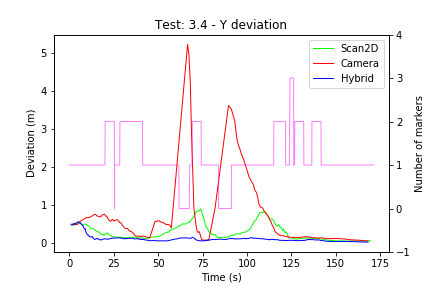 Test: 3.4 - Y deviation
Scan2D
Camera
Hybrid
Deviation (m)
5
4
3
2
1
0
4
3
2
1
0
−1
Number of markers
0
25
50
75
100
125
150
175
Time (s)